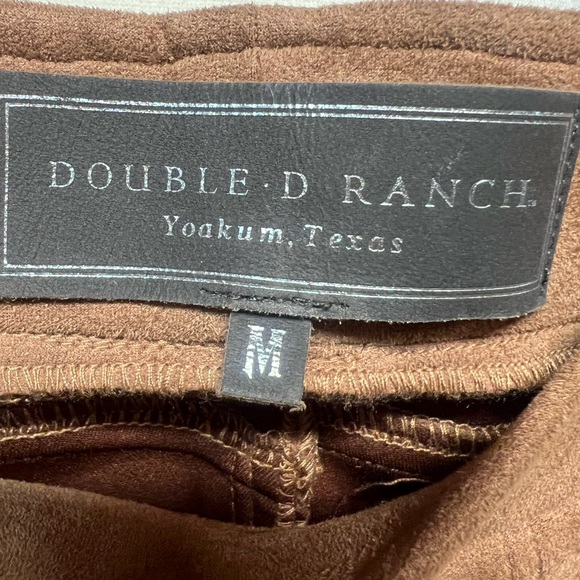 DOUBLE · D RANCH
Yoakum, Texas
M